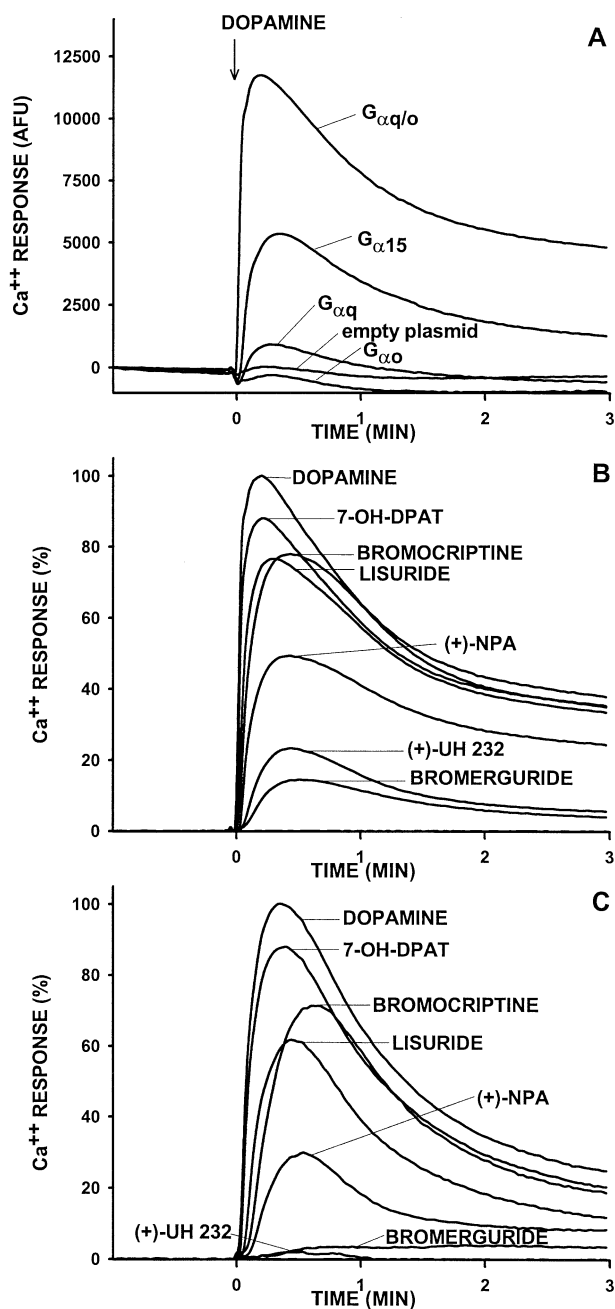 DOPAMINE
A
12500
10000
7500
5000
2500
0
Ca++ RESPONSE (AFU)
Gαq/o
Gα15
Gαq
empty plasmid
Gαo
0 1 2 3
TIME (MIN)
B
100
80
60
40
20
0
Ca++ RESPONSE (%)
DOPAMINE
7-OH-DPAT
BROMOCRIPTINE
LISURIDE
(+)-NPA
(+)-UH 232
BROMERGURIDE
0 1 2 3
TIME (MIN)
C
100
80
60
40
20
0
Ca++ RESPONSE (%)
DOPAMINE
7-OH-DPAT
BROMOCRIPTINE
LISURIDE
(+)-NPA
(+)-UH 232
BROMERGURIDE
0 1 2 3
TIME (MIN)